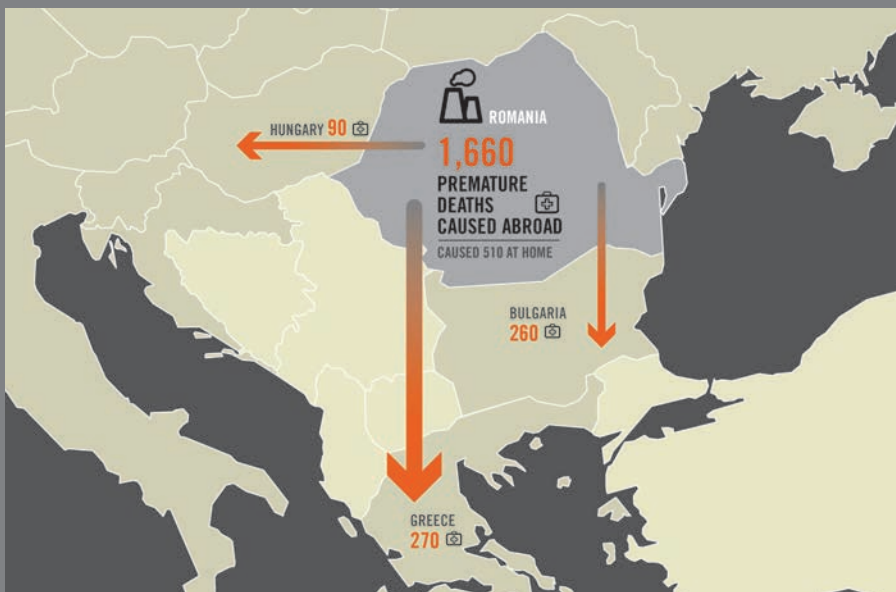 ROMANIA
HUNGARY 90
1,660
PREMATURE
DEATHS
CAUSED ABROAD
CAUSED 510 AT HOME
BULGARIA
260
GREECE
270